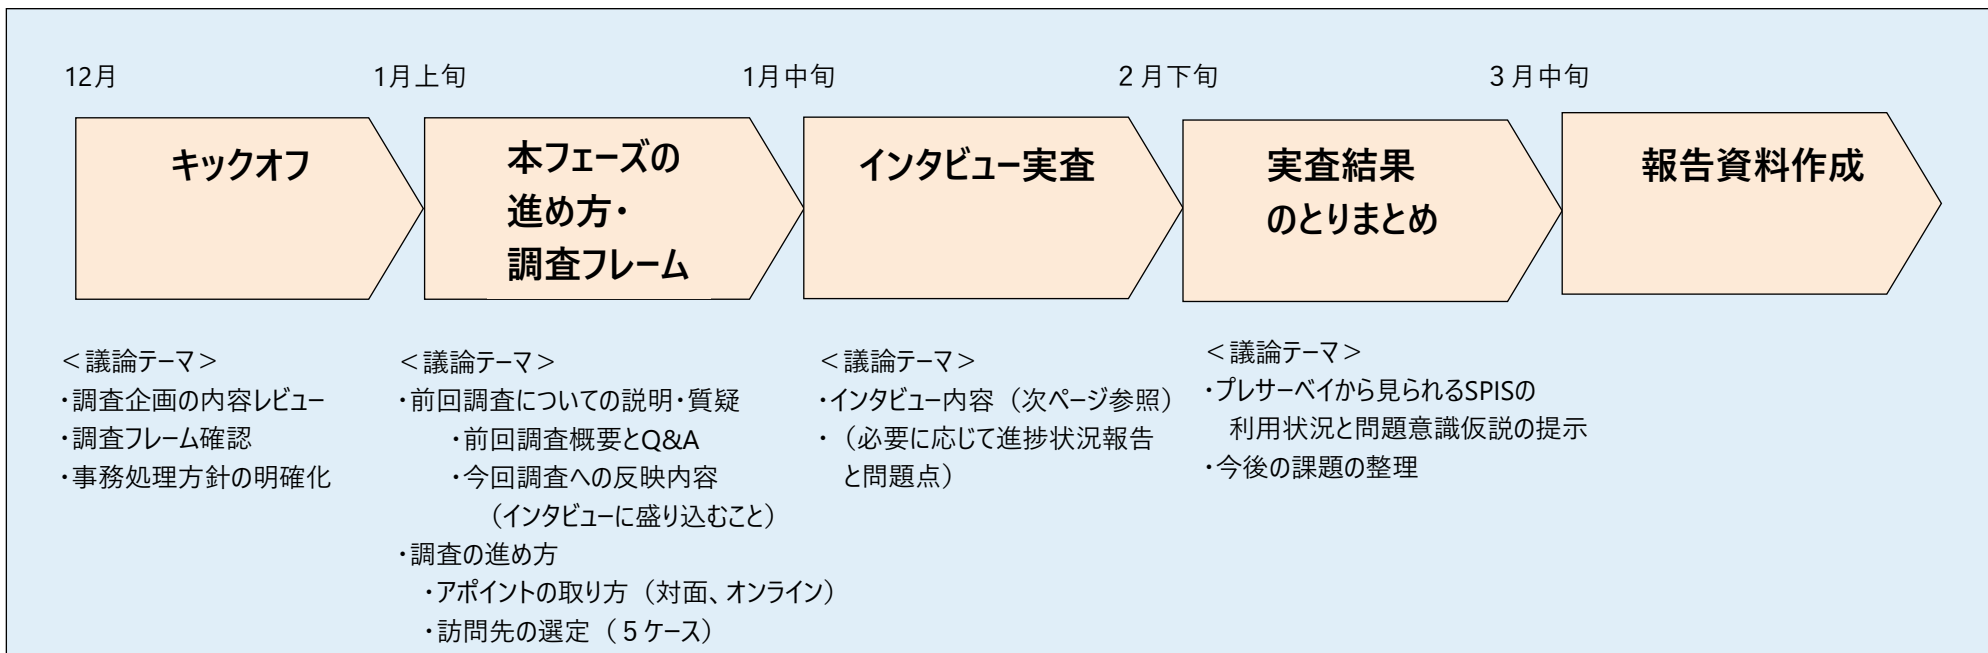 12月
1月上旬
1月中旬
２月下旬
３月中旬
キックオフ
本フェーズの
進め方・
調査フレーム
インタビュー実査
実査結果
のとりまとめ
報告資料作成
＜議論テーマ＞
・調査企画の内容レビュー
・調査フレーム確認
・事務処理方針の明確化
＜議論テーマ＞
・前回調査についての説明・質疑
・前回調査概要とQ&A
・今回調査への反映内容
（インタビューに盛り込むこと）
・調査の進め方
・アポイントの取り方（対面、オンライン）
・訪問先の選定（５ケース）
＜議論テーマ＞
・インタビュー内容（次ページ参照）
・（必要に応じて進捗状況報告
と問題点）
＜議論テーマ＞
・プレサーベイから見られるSPISの
利用状況と問題意識仮説の提示
・今後の課題の整理